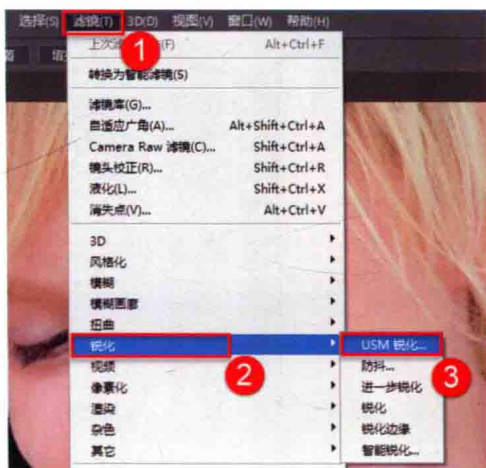 选择(S) 滤镜(T) 3D(D) 视图(V) 窗口(W) 帮助(H)
1
上次滤 (F) Alt+Ctrl+F
转换为智能滤镜(S)
滤镜库(G)...
自适应广角(A)... Alt+Shift+Ctrl+A
Camera Raw 滤镜(C)... Shift+Ctrl+A
镜头校正(R)... Shift+Ctrl+R
液化(L)... Shift+Ctrl+X
消失点(V)... Alt+Ctrl+V
3D
风格化
模糊
模糊画廊
扭曲
锐化 USM 锐化...
2
3
视频 防抖...
像素化 进一步锐化
渲染 锐化
杂色 锐化边缘
其它 智能锐化...